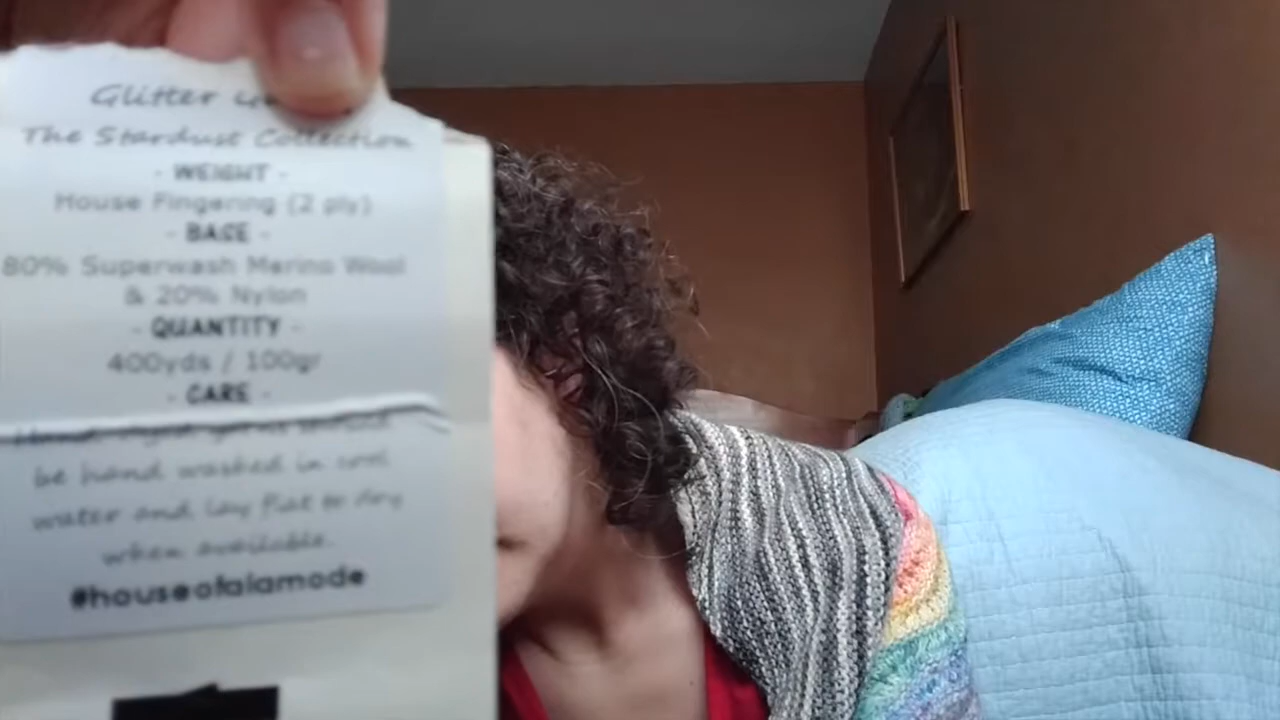 Glitter
The Stardust Collection
- WEIGHT -
House Fingering (2 ply)
- BASE -
80% Superwash Merino Wool
& 20% Nylon
- QUANTITY -
400yds / 100gr
- CARE -
be hand washed in cool
water and lay flat to dry
when available.
#houseofalamode